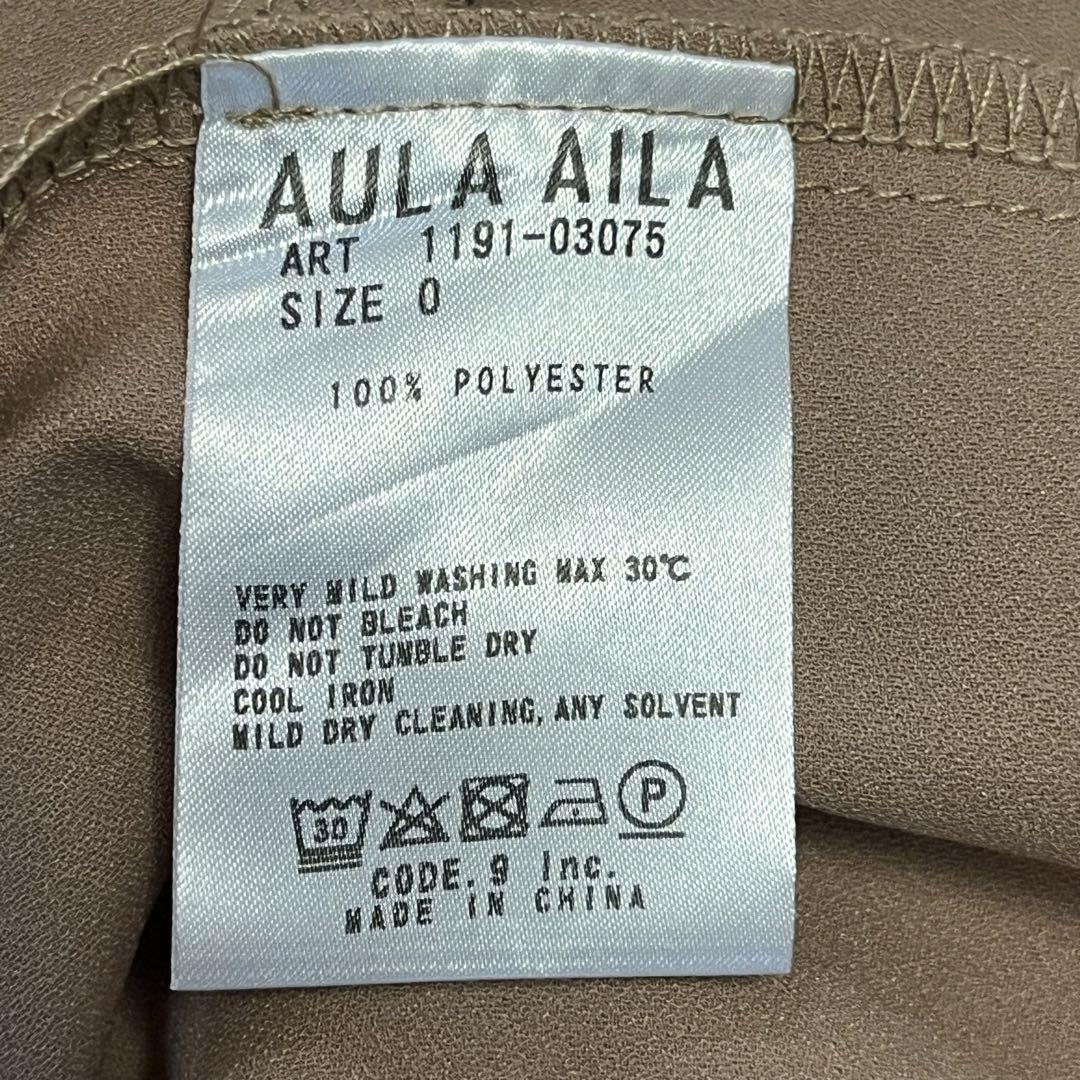 AULA AILA
ART 1191-03075
SIZE 0
100% POLYESTER
VERY MILD WASHING MAX 30℃
DO NOT BLEACH
DO NOT TUMBLE DRY
COOL IRON
MILD DRY CLEANING, ANY SOLVENT
30 P
CODE.9 Inc.
MADE IN CHINA